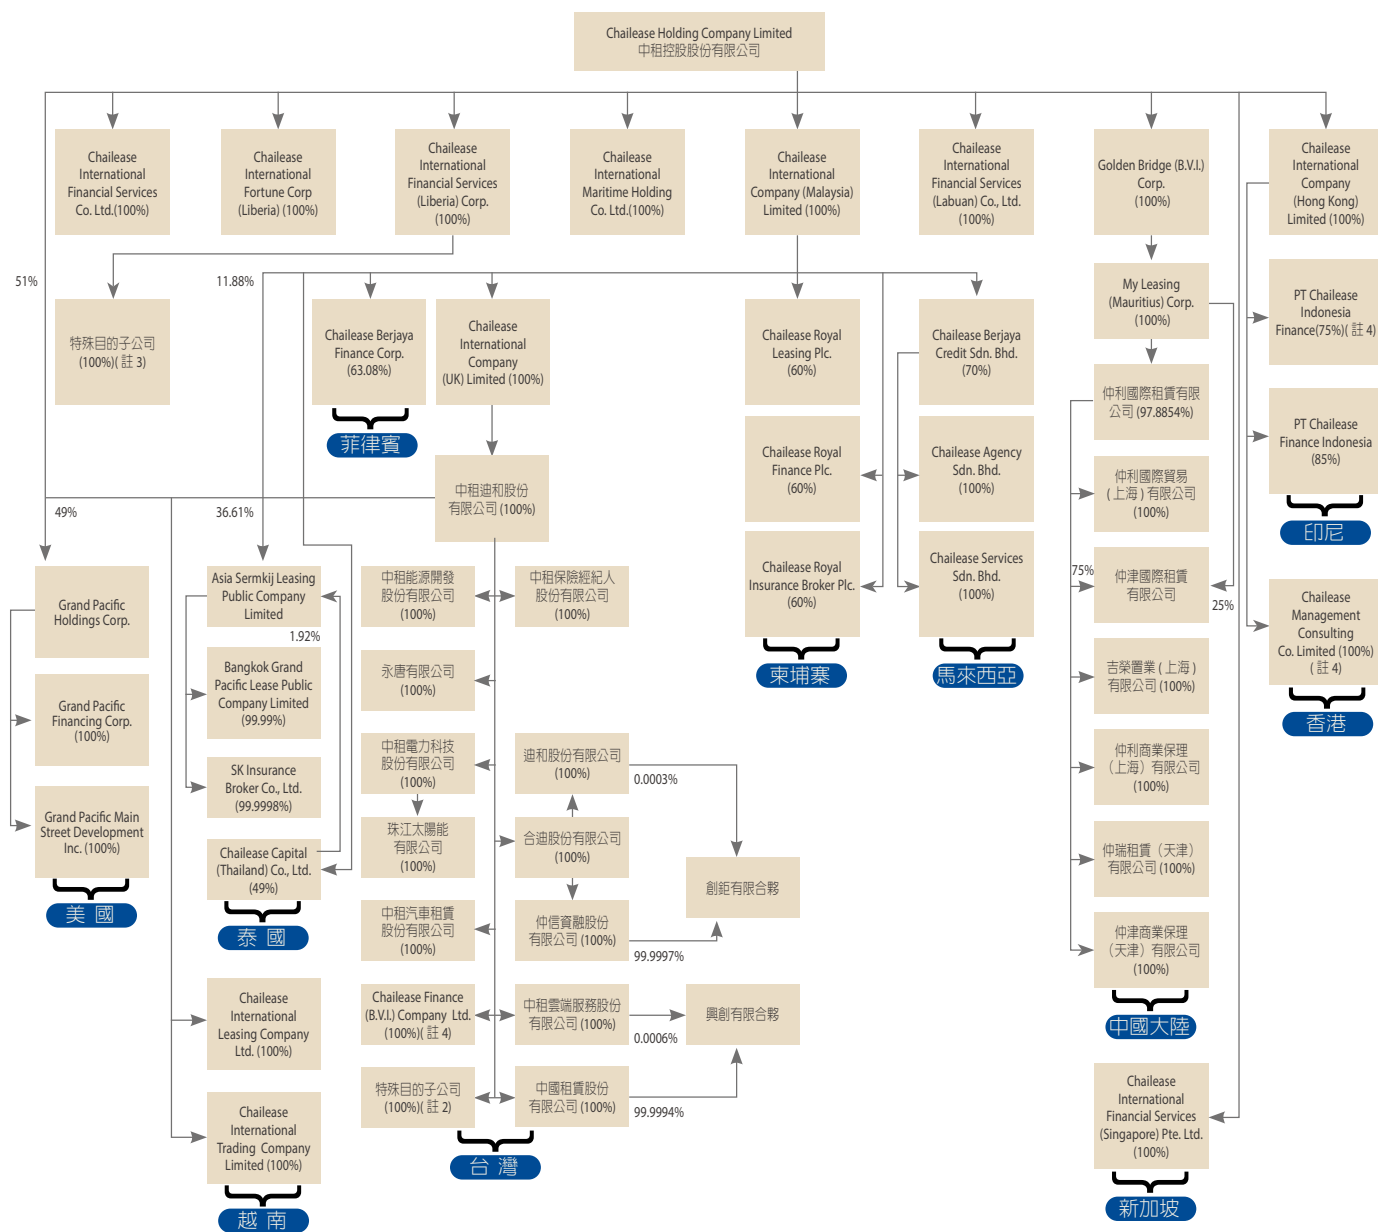 Chailease Holding Company Limited
中租控股股份有限公司
Chailease
International
Financial Services
Co. Ltd.(100%)
Chailease
International
Fortune Corp
(Liberia) (100%)
Chailease
International
Financial Services
(Liberia) Corp.
(100%)
Chailease
International
Maritime Holding
Co. Ltd.(100%)
Chailease
International
Company (Malaysia)
Limited (100%)
Chailease
International
Financial Services
(Labuan) Co., Ltd.
(100%)
Golden Bridge (B.V.I.)
Corp.
(100%)
Chailease
International
Company
(Hong Kong)
Limited (100%)
51%
11.88%
特殊目的子公司
(100%)( 註 3)
Chailease Berjaya
Finance Corp.
(63.08%)
菲律賓
Chailease
International
Company
(UK) Limited (100%)
Chailease Royal
Leasing Plc.
(60%)
Chailease Berjaya
Credit Sdn. Bhd.
(70%)
My Leasing
(Mauritius) Corp.
(100%)
PT Chailease
Indonesia
Finance(75%)( 註 4)
仲利國際租賃有限
公司 (97.8854%)
PT Chailease
Finance Indonesia
(85%)
印尼
Chailease Royal
Finance Plc.
(60%)
Chailease Agency
Sdn. Bhd.
(100%)
中租迪和股份
有限公司 (100%)
仲利國際貿易
( 上海 ) 有限公司
(100%)
49%
36.61%
Grand Pacific
Holdings Corp.
Asia Sermkij Leasing
Public Company
Limited
1.92%
中租能源開發
股份有限公司
(100%)
中租保險經紀人
股份有限公司
(100%)
Chailease Royal
Insurance Broker Plc.
(60%)
柬埔寨
Chailease Services
Sdn. Bhd.
(100%)
馬來西亞
75%
仲津國際租賃
有限公司
25%
Chailease
Management
Consulting
Co. Limited (100%)
( 註 4)
香港
Grand Pacific
Financing Corp.
(100%)
Bangkok Grand
Pacific Lease Public
Company Limited
(99.99%)
永唐有限公司
(100%)
吉榮置業 ( 上海 )
有限公司 (100%)
SK Insurance
Broker Co., Ltd.
(99.9998%)
中租電力科技
股份有限公司
(100%)
迪和股份有限公司
(100%)
0.0003%
仲利商業保理
（上海）有限公司
(100%)
Grand Pacific Main
Street Development
Inc. (100%)
美 國
Chailease Capital
(Thailand) Co., Ltd.
(49%)
泰 國
珠江太陽能
有限公司
(100%)
合迪股份有限公司
(100%)
創鉅有限合夥
仲瑞租賃（天津）
有限公司 (100%)
中租汽車租賃
股份有限公司
(100%)
仲信資融股份
有限公司 (100%)
99.9997%
仲津商業保理
（天津）有限公司
(100%)
中國大陸
Chailease
International
Leasing Company
Ltd. (100%)
Chailease Finance
(B.V.I.) Company Ltd.
(100%)( 註 4)
中租雲端服務股份
有限公司 (100%)
0.0006%
興創有限合夥
特殊目的子公司
(100%)( 註 2)
中國租賃股份
有限公司 (100%)
99.9994%
台 灣
Chailease
International
Trading Company
Limited (100%)
越 南
Chailease
International
Financial Services
(Singapore) Pte. Ltd.
(100%)
新加坡